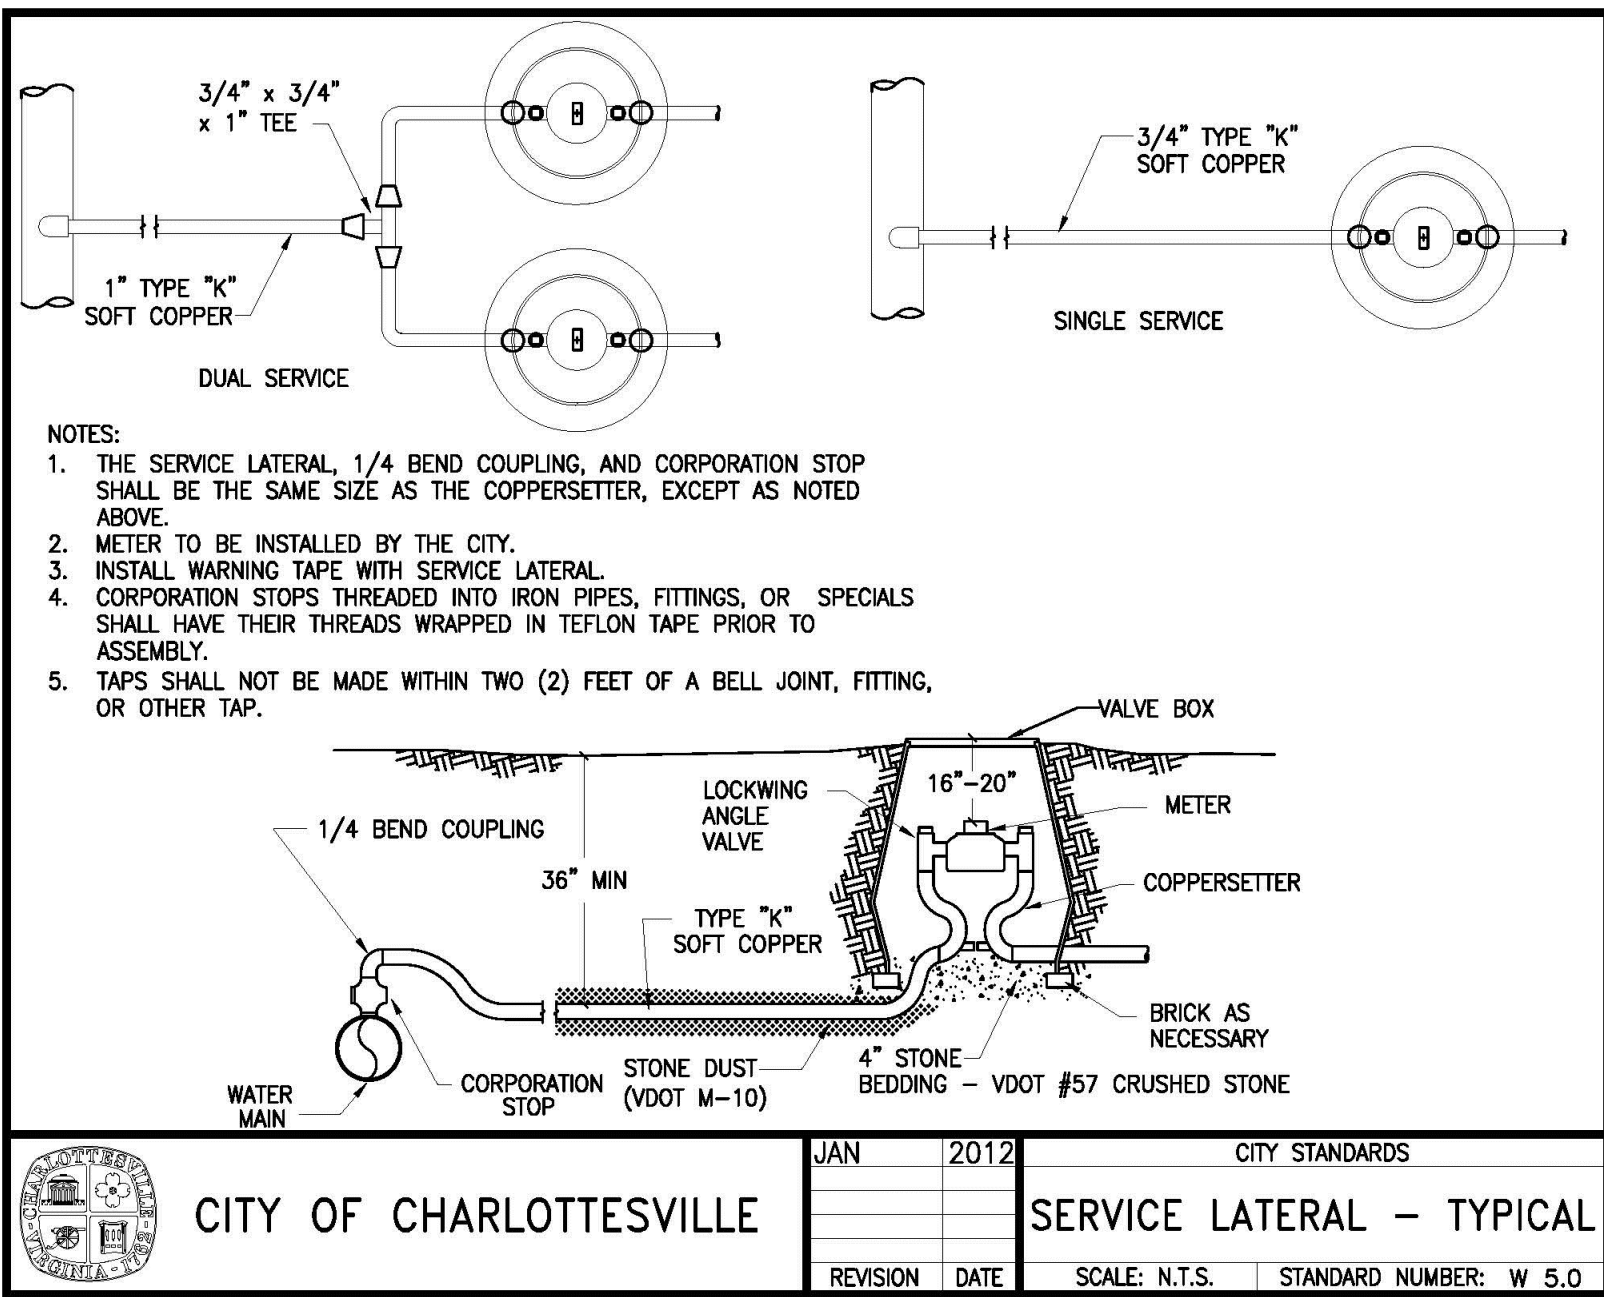 3/4" x 3/4"
x 1" TEE
1" TYPE "K"
SOFT COPPER
DUAL SERVICE
3/4" TYPE "K"
SOFT COPPER
SINGLE SERVICE
NOTES:
1. THE SERVICE LATERAL, 1/4 BEND COUPLING, AND CORPORATION STOP
SHALL BE THE SAME SIZE AS THE COPPERSETTER, EXCEPT AS NOTED
ABOVE.
2. METER TO BE INSTALLED BY THE CITY.
3. INSTALL WARNING TAPE WITH SERVICE LATERAL.
4. CORPORATION STOPS THREADED INTO IRON PIPES, FITTINGS, OR SPECIALS
SHALL HAVE THEIR THREADS WRAPPED IN TEFLON TAPE PRIOR TO
ASSEMBLY.
5. TAPS SHALL NOT BE MADE WITHIN TWO (2) FEET OF A BELL JOINT, FITTING,
OR OTHER TAP.
VALVE BOX
16"-20"
LOCKWING
ANGLE
VALVE
METER
1/4 BEND COUPLING
36" MIN
COPPERSETTER
TYPE "K"
SOFT COPPER
BRICK AS
NECESSARY
STONE DUST
(VDOT M-10)
4" STONE
BEDDING - VDOT #57 CRUSHED STONE
CORPORATION
STOP
WATER
MAIN
CHARLOTTESVILLE
VIRGINIA - 1762
CITY OF CHARLOTTESVILLE
JAN 2012
REVISION DATE
CITY STANDARDS
SERVICE LATERAL - TYPICAL
SCALE: N.T.S. STANDARD NUMBER: W 5.0